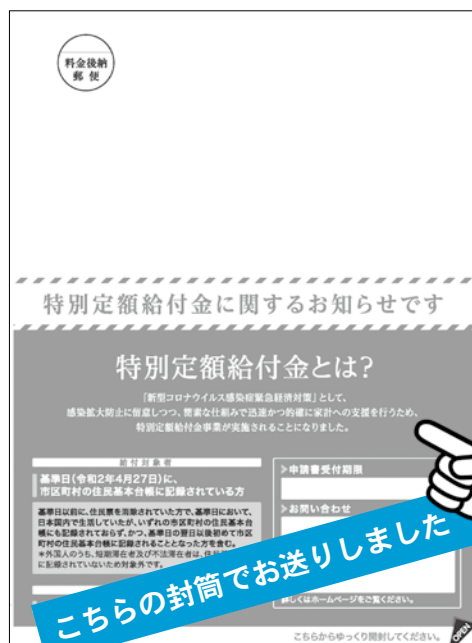 料金後納
郵便
特別定額給付金に関するお知らせです
特別定額給付金とは?
「新型コロナウイルス感染症緊急経済対策」として、
感染拡大防止に留意しつつ、簡素な仕組みで迅速かつ的確に家計への支援を行うため、
特別定額給付金事業が実施されることになりました。
給付対象者
基準日(令和2年4月27日)に、
市区町村の住民基本台帳に記録されている方
基準日以前に、住民票を消除されていた方で、基準日において、
日本国内で生活していたが、いずれの市区町村の住民基本台
帳にも記録されておらず、かつ、基準日の翌日以後初めて市区
町村の住民基本台帳に記録されることとなった方を含む。
*外国人のうち、短期滞在者及び不法滞在者は、住民
に記録されていないため対象外です。
>申請書受付期限
>お問い合わせ
詳しくはホームページをご覧ください。
こちらの封筒でお送りしました
こちらからゆっくり開封してください。
OPEN